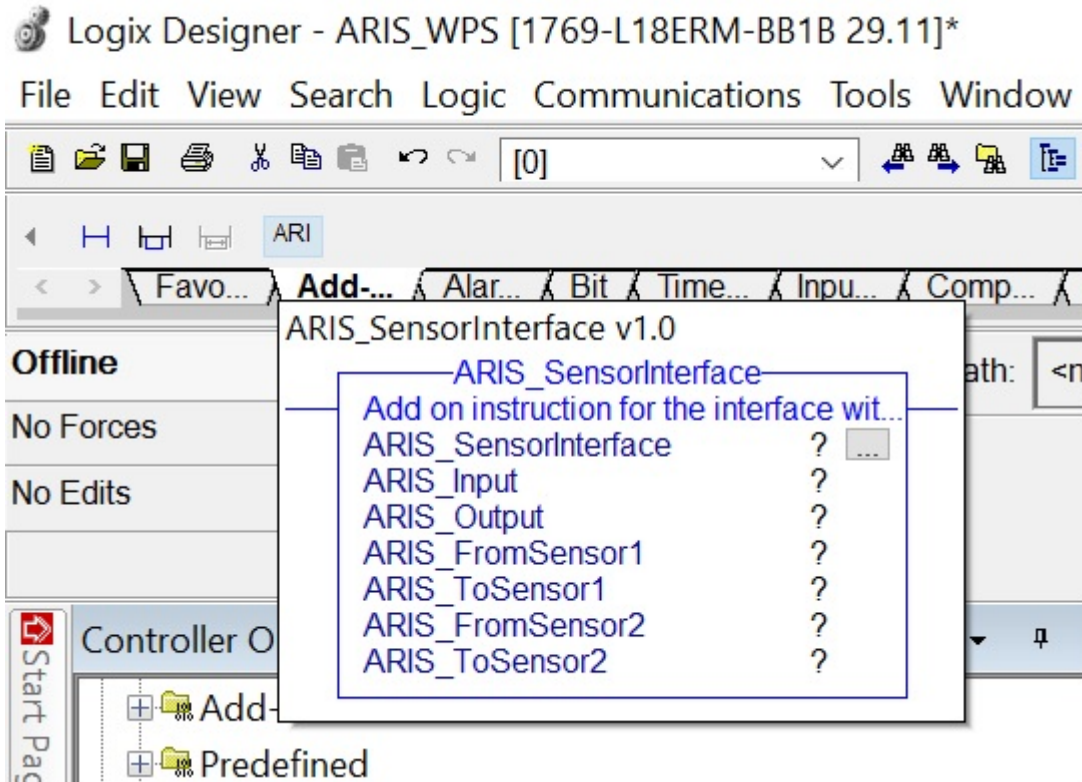 Logix Designer - ARIS_WPS [1769-L18ERM-BB1B 29.11]*
File Edit View Search Logic Communications Tools Window
[0]
ARI
Favo... Add-... Alar... Bit Time... Inpu... Comp...
ARIS_SensorInterface v1.0
Offline
ath: <n
ARIS_SensorInterface
Add on instruction for the interface wit...
No Forces
ARIS_SensorInterface ? ...
ARIS_Input ?
No Edits
ARIS_Output ?
ARIS_FromSensor1 ?
ARIS_ToSensor1 ?
ARIS_FromSensor2 ?
ARIS_ToSensor2 ?
Start Pag
Controller O
Add-
Predefined